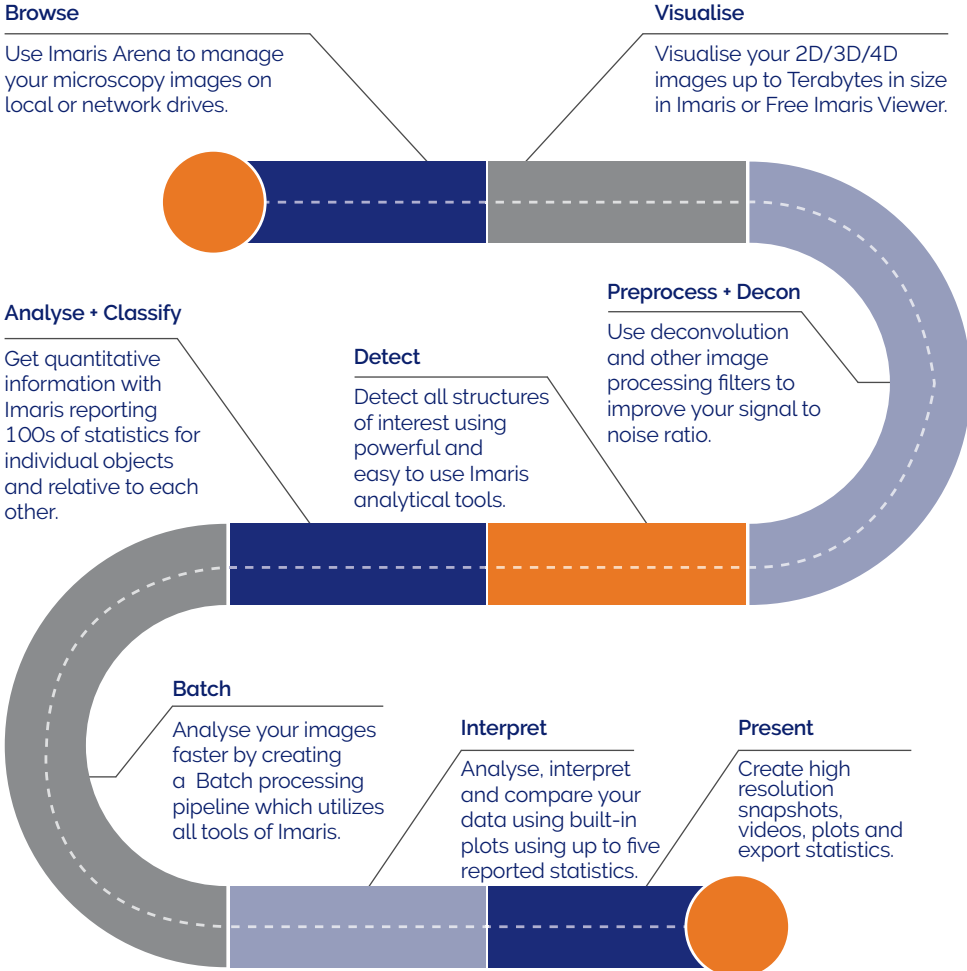 Browse
Use Imaris Arena to manage
your microscopy images on
local or network drives.
Visualise
Visualise your 2D/3D/4D
images up to Terabytes in size
in Imaris or Free Imaris Viewer.
Preprocess + Decon
Use deconvolution
and other image
processing filters to
improve your signal to
noise ratio.
Detect
Detect all structures
of interest using
powerful and
easy to use Imaris
analytical tools.
Analyse + Classify
Get quantitative
information with
Imaris reporting
100s of statistics for
individual objects
and relative to each
other.
Batch
Analyse your images
faster by creating
a Batch processing
pipeline which utilizes
all tools of Imaris.
Interpret
Analyse, interpret
and compare your
data using built-in
plots using up to five
reported statistics.
Present
Create high
resolution
snapshots,
videos, plots and
export statistics.